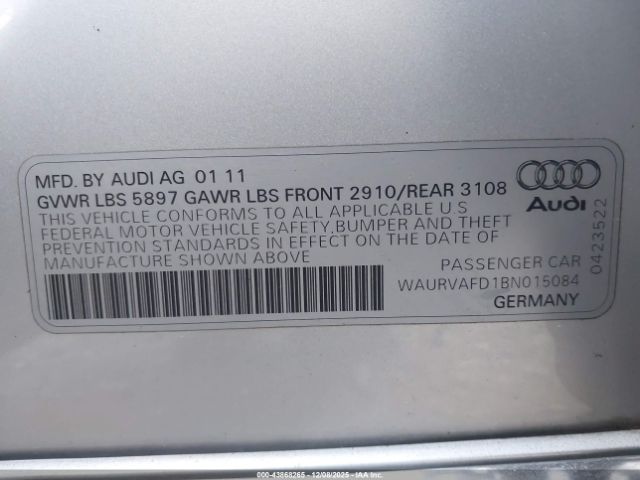 MFD. BY AUDI AG 01 11
GVWR LBS 5897 GAWR LBS FRONT 2910/REAR 3108
THIS VEHICLE CONFORMS TO ALL APPLICABLE U.S
FEDERAL MOTOR VEHICLE SAFETY,BUMPER AND THEFT
PREVENTION STANDARDS IN EFFECT ON THE DATE OF
MANUFACTURE SHOWN ABOVE
Audi
0423522
PASSENGER CAR
WAURVAFD1BN015084
GERMANY
000-43868265 - 12/08/2025 - IAA Inc.